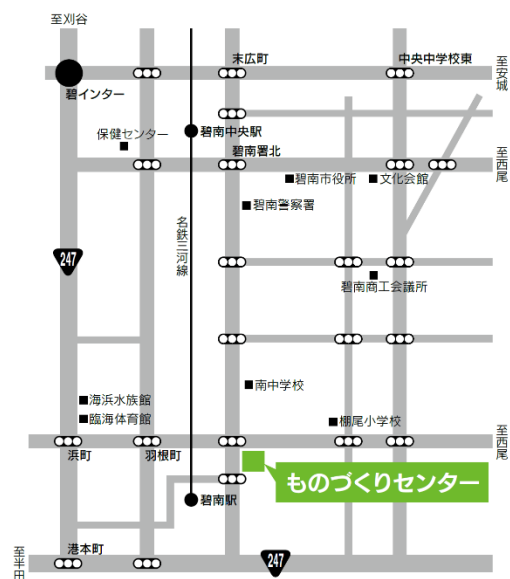 至刈谷
末広町
中央中学校東
至安城
碧インター
保健センター
碧南中央駅
碧南署北
至西尾
碧南市役所
文化会館
碧南警察署
名鉄三河線
247
碧南商工会議所
南中学校
海浜水族館
臨海体育館
棚尾小学校
至西尾
浜町
羽根町
ものづくりセンター
碧南駅
港本町
至半田
247